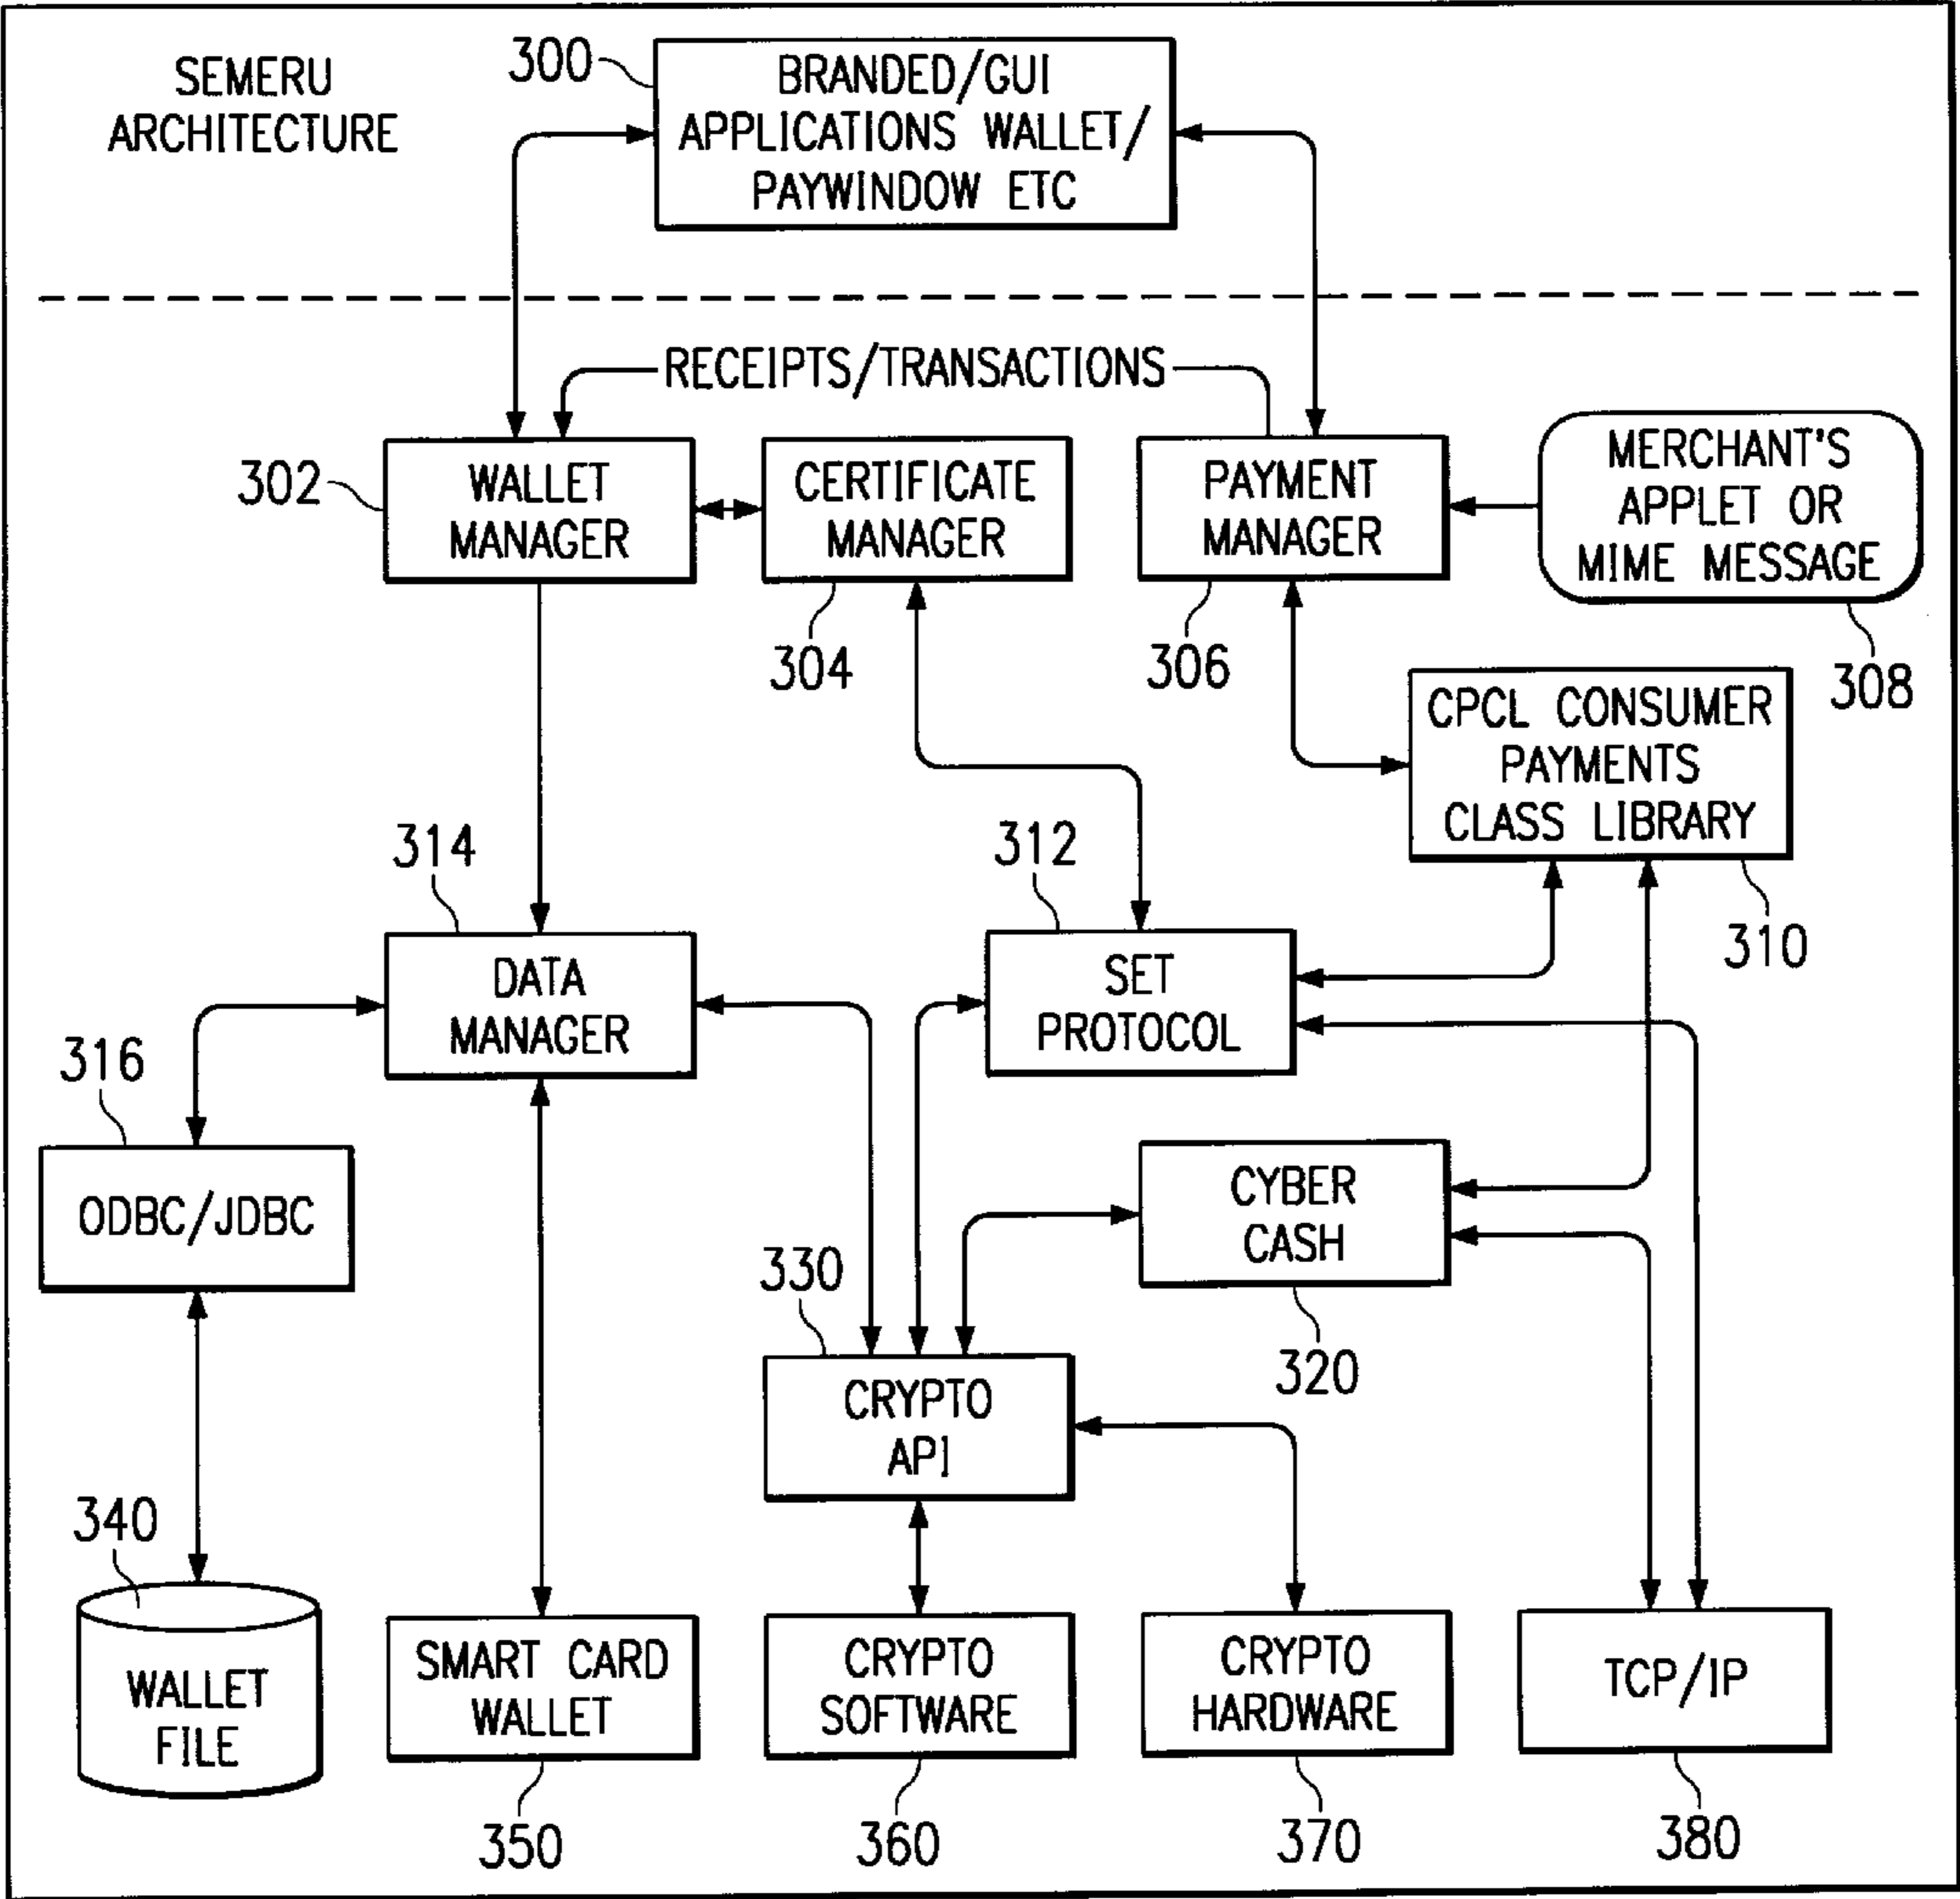 SEMERU
ARCHITECTURE
300
BRANDED/GUI
APPLICATIONS WALLET/
PAYWINDOW ETC
RECEIPTS/TRANSACTIONS
302
WALLET
MANAGER
CERTIFICATE
MANAGER
304
PAYMENT
MANAGER
306
MERCHANT'S
APPLET OR
MIME MESSAGE
308
CPCL CONSUMER
PAYMENTS
CLASS LIBRARY
310
314
DATA
MANAGER
312
SET
PROTOCOL
316
ODBC/JDBC
CYBER
CASH
320
330
CRYPTO
API
340
WALLET
FILE
SMART CARD
WALLET
350
CRYPTO
SOFTWARE
360
CRYPTO
HARDWARE
370
TCP/IP
380